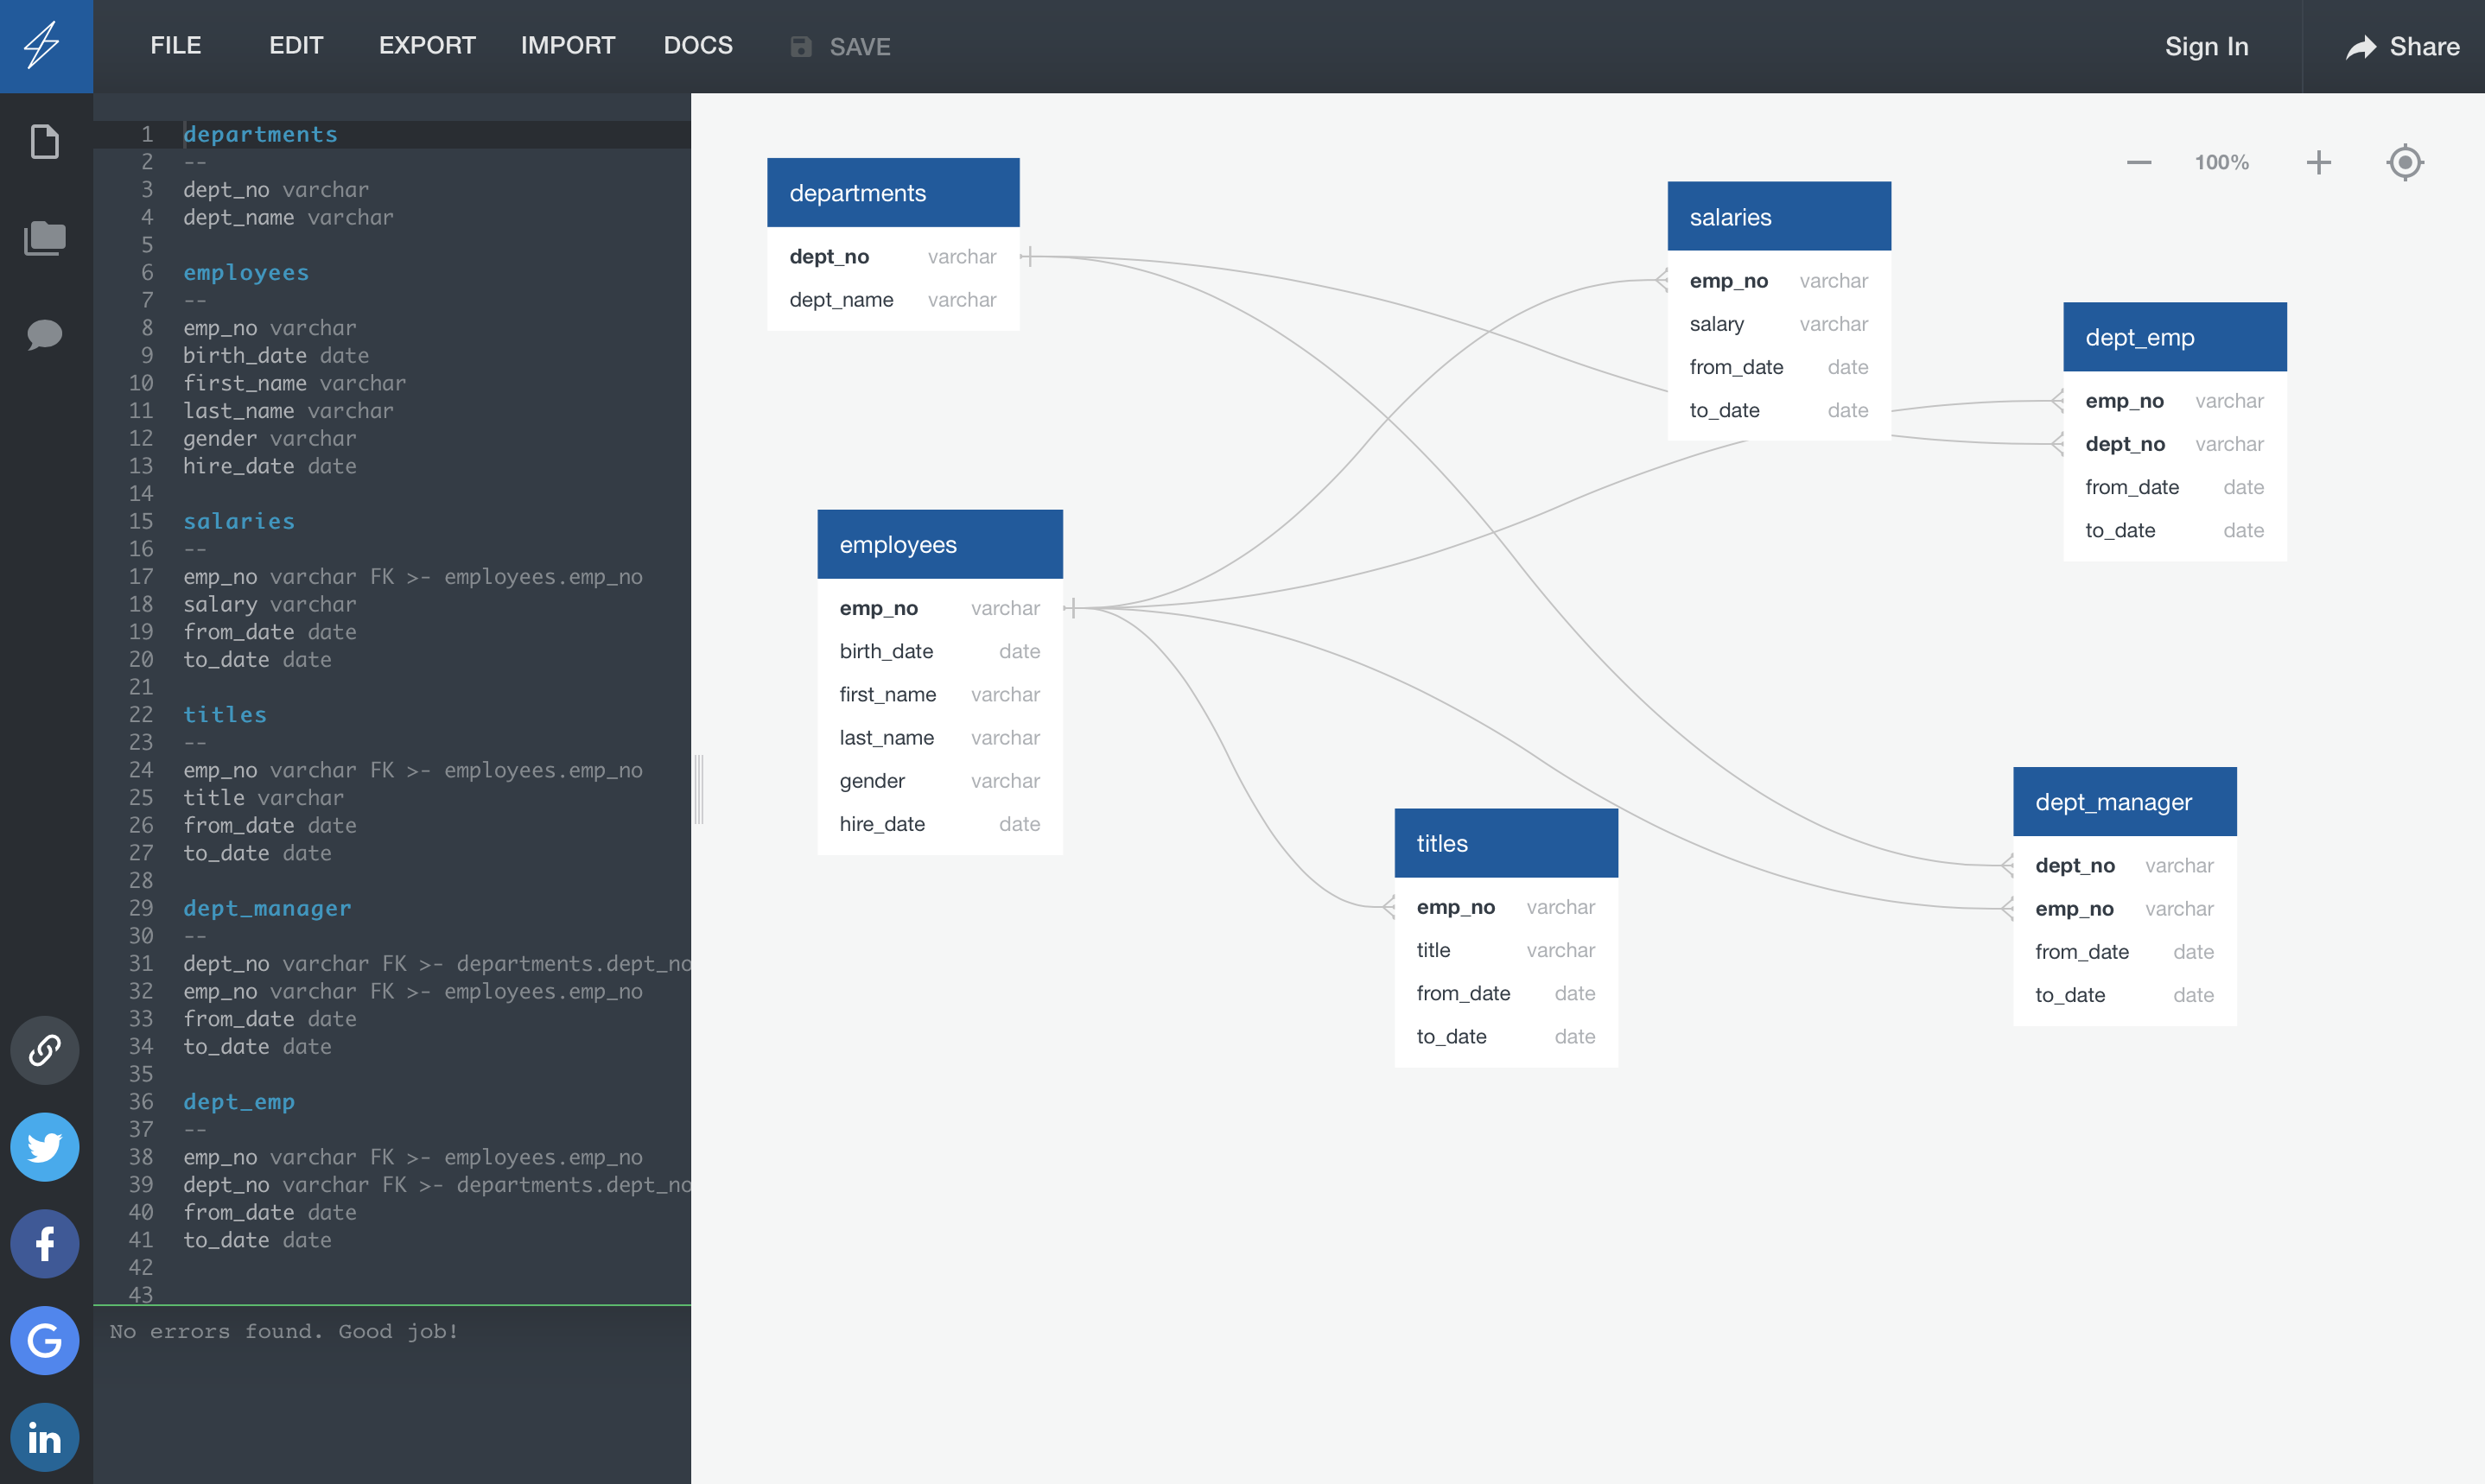 FILE EDIT EXPORT IMPORT DOCS SAVE Sign In Share
1 departments
2 --
3 dept_no varchar
4 dept_name varchar
5
6 employees
7 --
8 emp_no varchar
9 birth_date date
10 first_name varchar
11 last_name varchar
12 gender varchar
13 hire_date date
14
15 salaries
16 --
17 emp_no varchar FK >- employees.emp_no
18 salary varchar
19 from_date date
20 to_date date
21
22 titles
23 --
24 emp_no varchar FK >- employees.emp_no
25 title varchar
26 from_date date
27 to_date date
28
29 dept_manager
30 --
31 dept_no varchar FK >- departments.dept_no
32 emp_no varchar FK >- employees.emp_no
33 from_date date
34 to_date date
35
36 dept_emp
37 --
38 emp_no varchar FK >- employees.emp_no
39 dept_no varchar FK >- departments.dept_no
40 from_date date
41 to_date date
42
43
No errors found. Good job!
100%
departments
dept_no varchar
dept_name varchar
salaries
emp_no varchar
salary varchar
from_date date
to_date date
dept_emp
emp_no varchar
dept_no varchar
from_date date
to_date date
employees
emp_no varchar
birth_date date
first_name varchar
last_name varchar
gender varchar
hire_date date
titles
emp_no varchar
title varchar
from_date date
to_date date
dept_manager
dept_no varchar
emp_no varchar
from_date date
to_date date
f
G
in